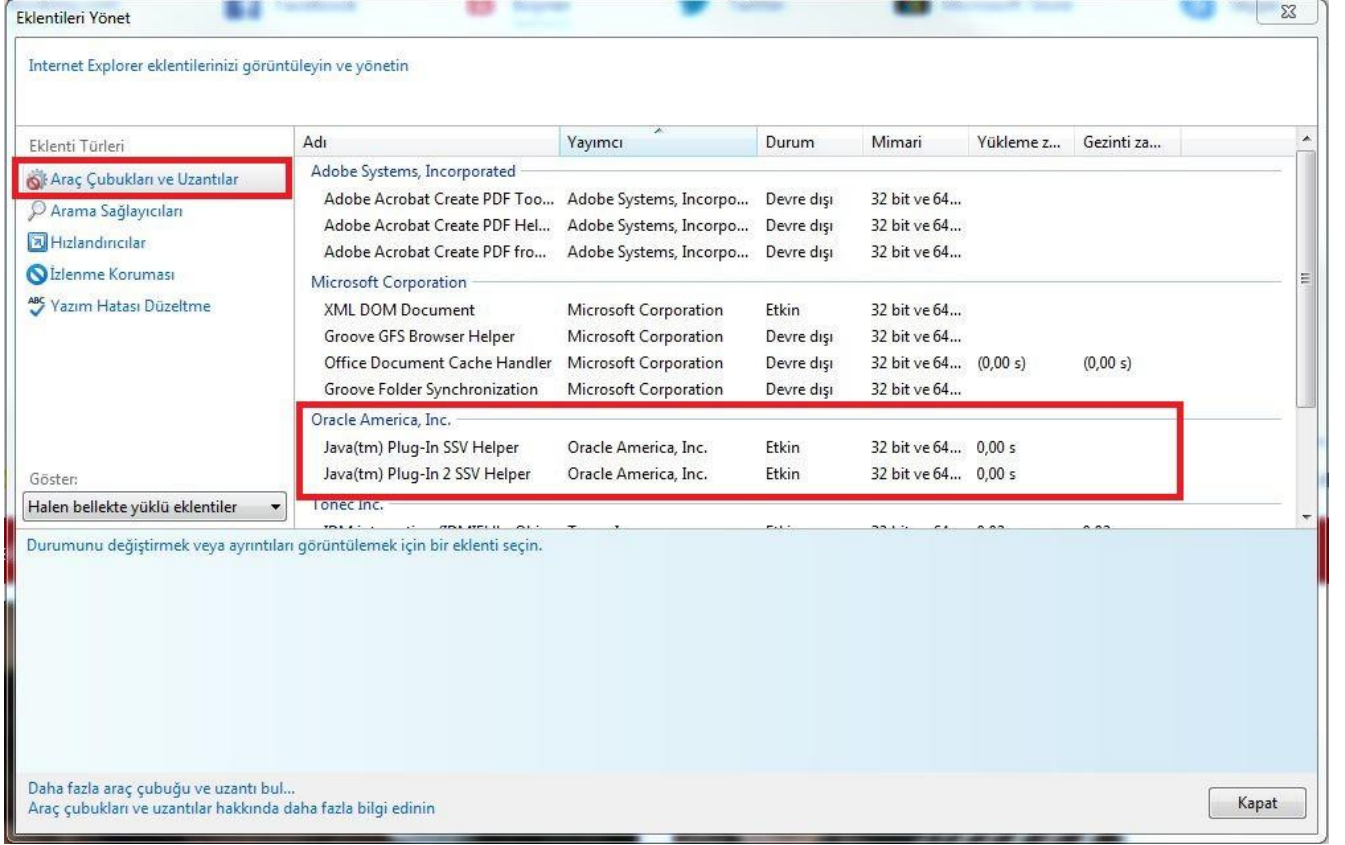 Eklentileri Yönet
Internet Explorer eklentilerinizi görüntüleyin ve yönetin
Eklenti Türleri
Araç Çubukları ve Uzantılar
Arama Sağlayıcıları
Hızlandırıcılar
İzlenme Koruması
ABC Yazım Hatası Düzeltme
Göster:
Halen bellekte yüklü eklentiler
Adı Yayımcı Durum Mimari Yükleme z... Gezinti za...
Adobe Systems, Incorporated
Adobe Acrobat Create PDF Too... Adobe Systems, Incorpo... Devre dışı 32 bit ve 64...
Adobe Acrobat Create PDF Hel... Adobe Systems, Incorpo... Devre dışı 32 bit ve 64...
Adobe Acrobat Create PDF fro... Adobe Systems, Incorpo... Devre dışı 32 bit ve 64...
Microsoft Corporation
XML DOM Document Microsoft Corporation Etkin 32 bit ve 64...
Groove GFS Browser Helper Microsoft Corporation Devre dışı 32 bit ve 64...
Office Document Cache Handler Microsoft Corporation Devre dışı 32 bit ve 64... (0,00 s) (0,00 s)
Groove Folder Synchronization Microsoft Corporation Devre dışı 32 bit ve 64...
Oracle America, Inc.
Java(tm) Plug-In SSV Helper Oracle America, Inc. Etkin 32 bit ve 64... 0,00 s
Java(tm) Plug-In 2 SSV Helper Oracle America, Inc. Etkin 32 bit ve 64... 0,00 s
Tonec Inc.
Durumunu değiştirmek veya ayrıntıları görüntülemek için bir eklenti seçin.
Daha fazla araç çubuğu ve uzantı bul...
Araç çubukları ve uzantılar hakkında daha fazla bilgi edinin
Kapat